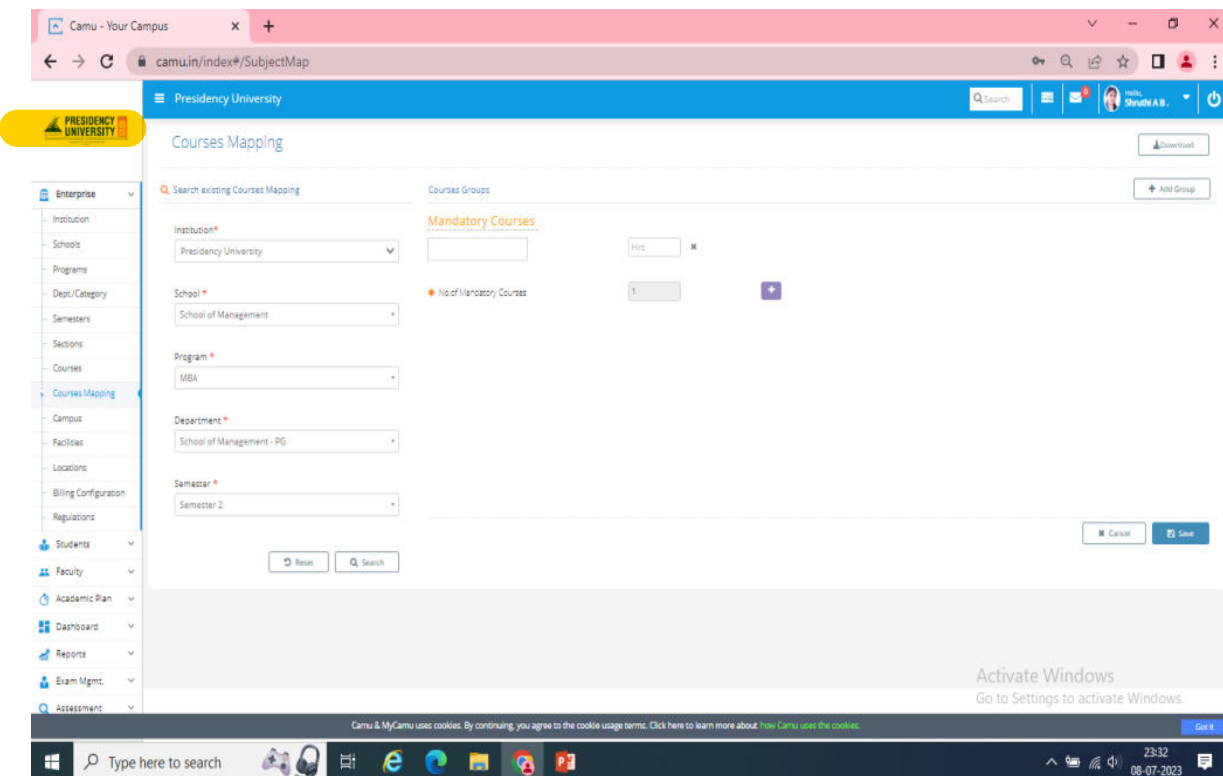 Camu - Your Campus
camu.in/index#/SubjectMap
Presidency University
Search
0
Hello,
Shruthi A B .
PRESIDENCY
UNIVERSITY
Courses Mapping
Download
Enterprise
Institution
Schools
Programs
Dept./Category
Semesters
Sections
Courses
Courses Mapping
Campus
Facilities
Locations
Billing Configuration
Regulations
Students
Faculty
Academic Plan
Dashboard
Reports
Exam Mgmt.
Assessment
Search existing Courses Mapping
Institution*
Presidency University
School *
School of Management
Program *
MBA
Department *
School of Management - PG
Semester *
Semester 2
Reset
Search
Courses Groups
Add Group
Mandatory Courses
Hrs
No.of Mandatory Courses
1
Cancel
Save
Activate Windows
Go to Settings to activate Windows.
Camu & MyCamu uses cookies. By continuing, you agree to the cookie usage terms. Click here to learn more about how Camu uses the cookies.
Got it
Type here to search
23:32
08-07-2023